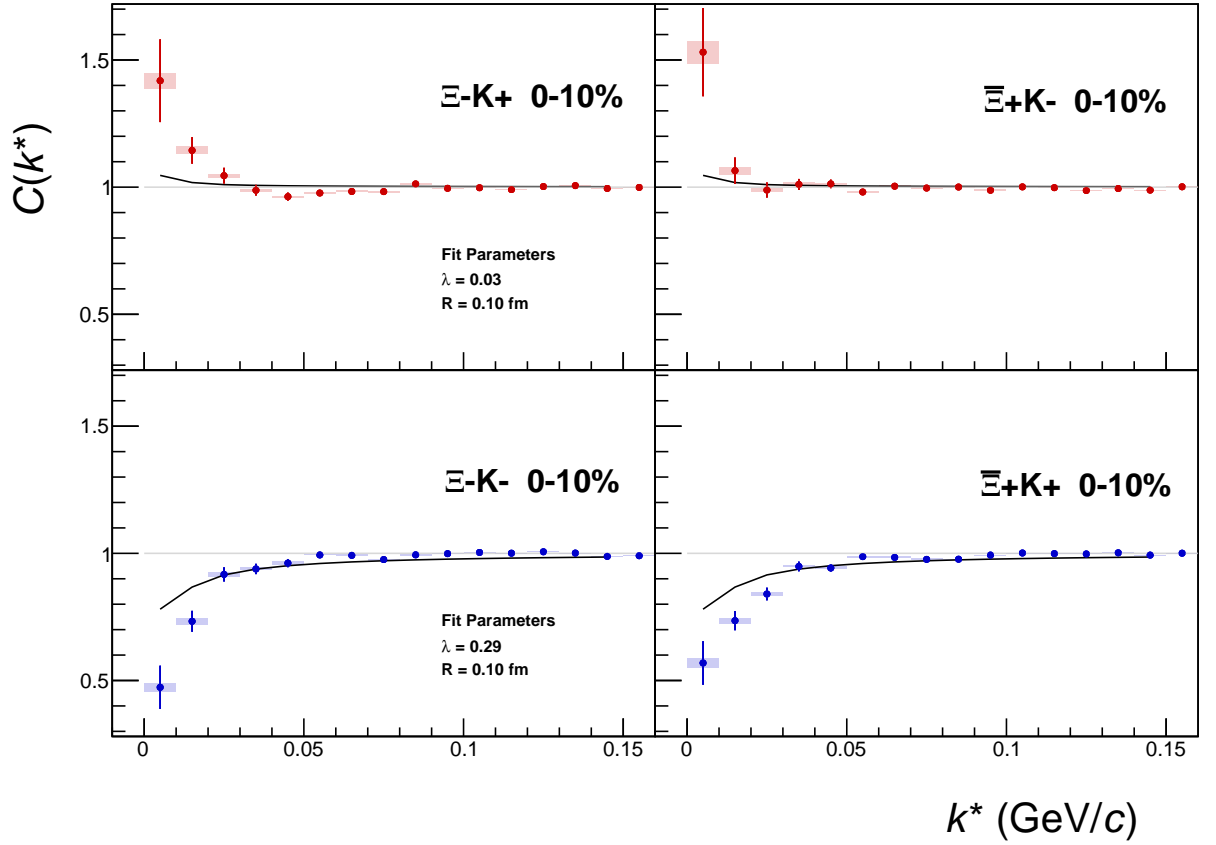 C(k*)
1.5
1
0.5
Ξ-K+ 0-10%
Fit Parameters
λ = 0.03
R = 0.10 fm
Ξ̅+K- 0-10%
1.5
1
0.5
Ξ-K- 0-10%
Fit Parameters
λ = 0.29
R = 0.10 fm
Ξ̅+K+ 0-10%
0 0.05 0.1 0.15
0 0.05 0.1 0.15
k* (GeV/c)